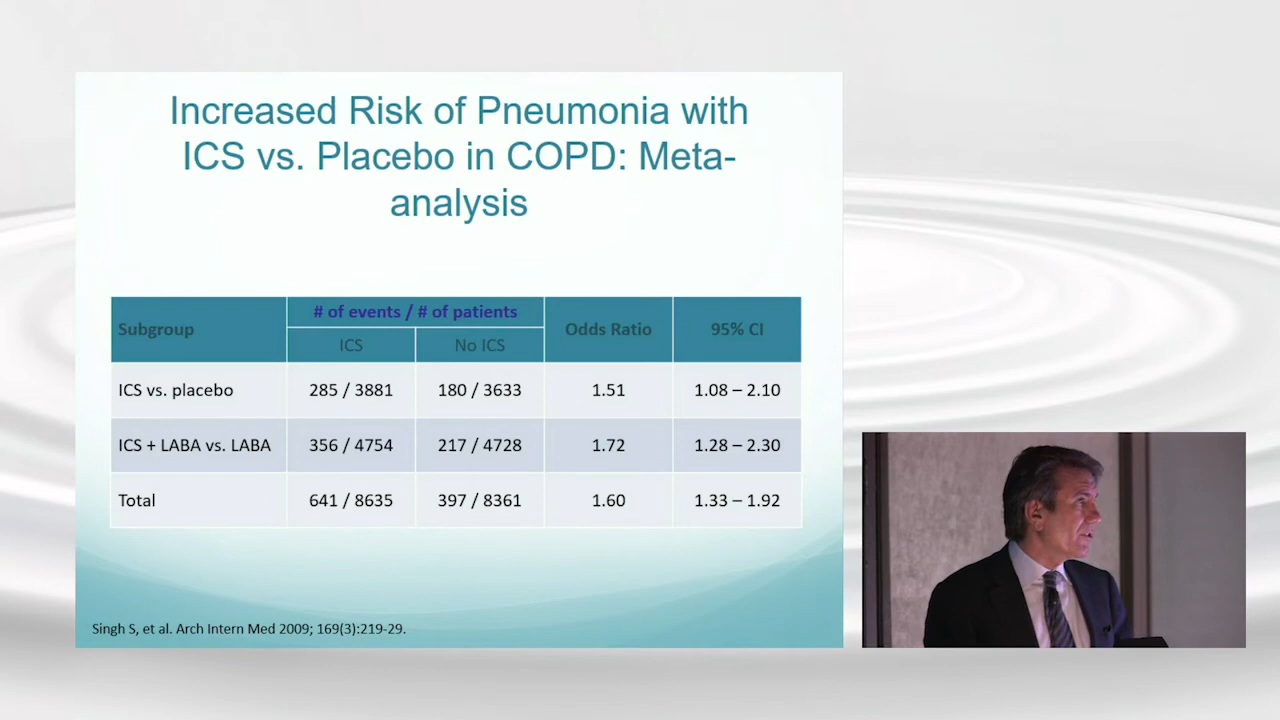 Increased Risk of Pneumonia with
ICS vs. Placebo in COPD: Meta-
analysis
Subgroup
# of events / # of patients
Odds Ratio
95% CI
ICS
No ICS
ICS vs. placebo 285 / 3881 180 / 3633 1.51 1.08 – 2.10
ICS + LABA vs. LABA 356 / 4754 217 / 4728 1.72 1.28 – 2.30
Total 641 / 8635 397 / 8361 1.60 1.33 – 1.92
Singh S, et al. Arch Intern Med 2009; 169(3):219-29.